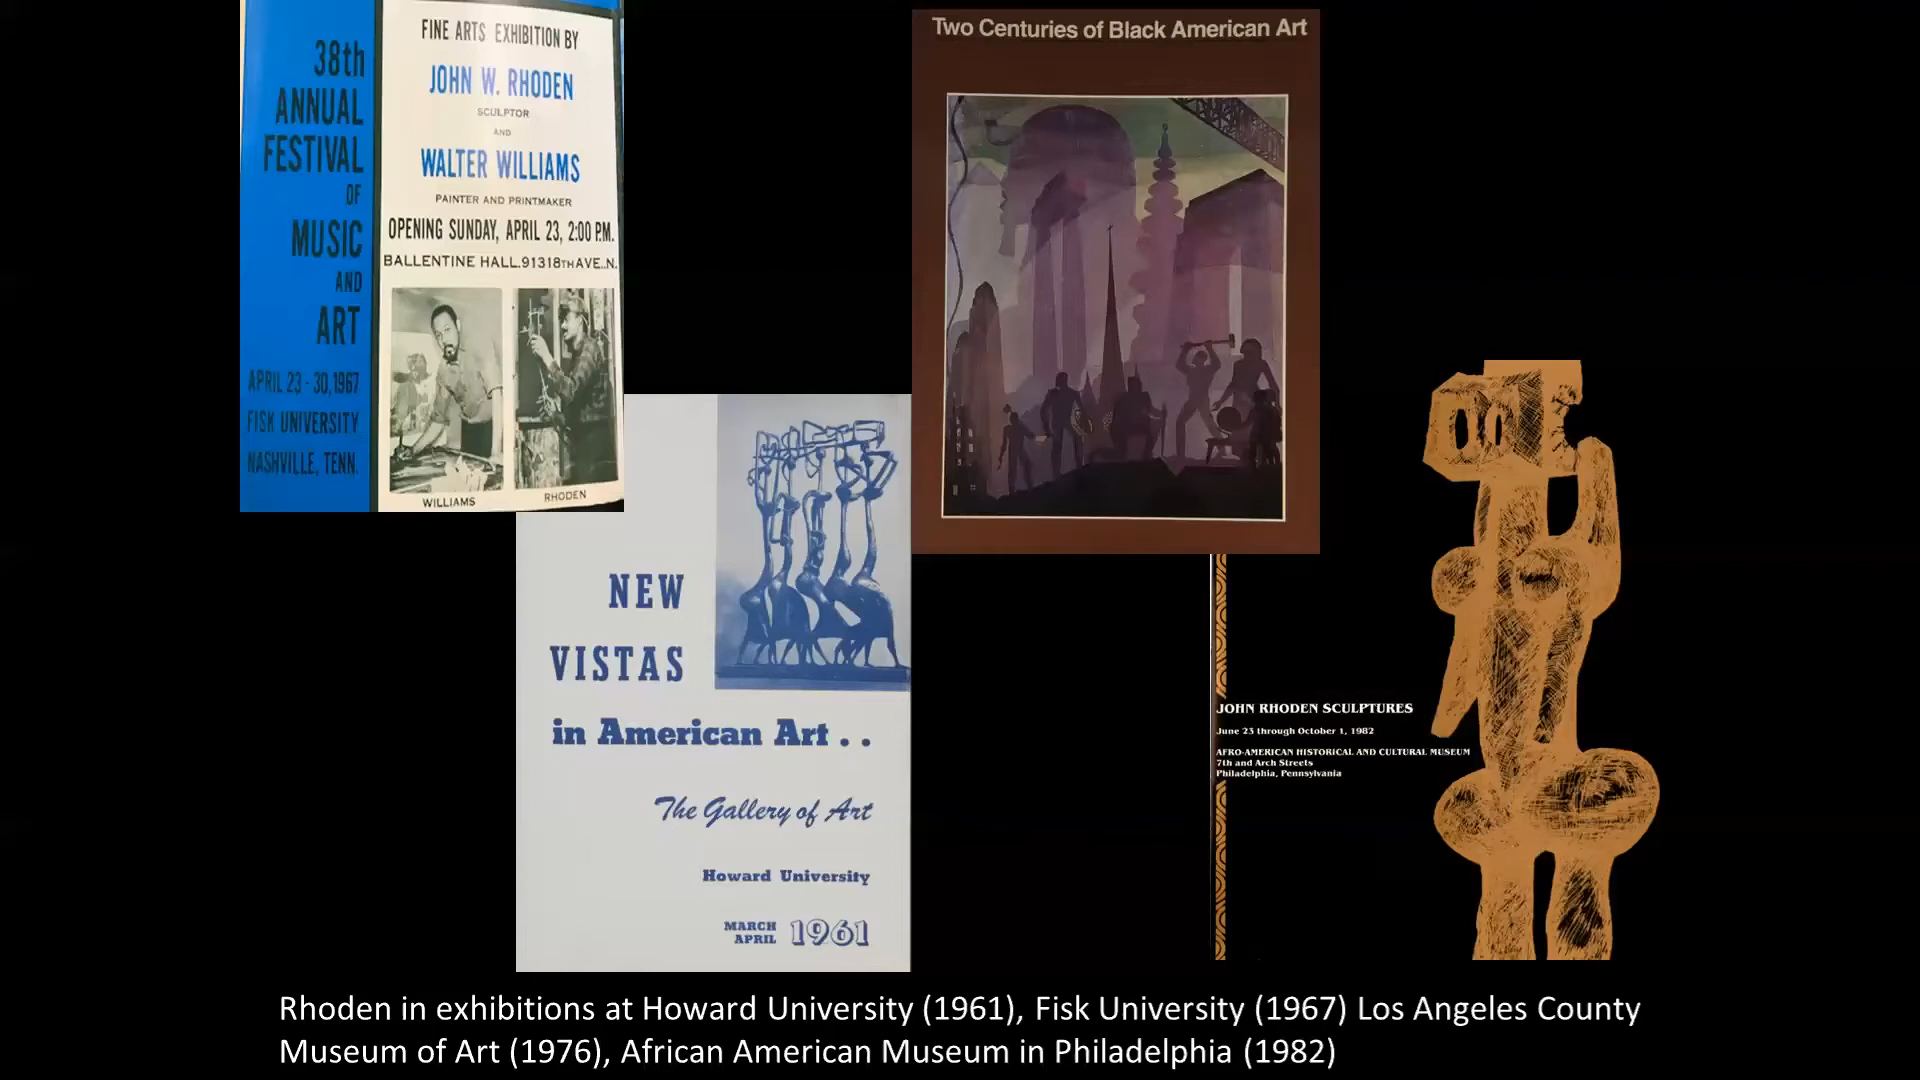 38th
ANNUAL
FESTIVAL
OF
MUSIC
AND
ART
APRIL 23 - 30, 1967
FISK UNIVERSITY
NASHVILLE, TENN.
FINE ARTS EXHIBITION BY
JOHN W. RHODEN
SCULPTOR
AND
WALTER WILLIAMS
PAINTER AND PRINTMAKER
OPENING SUNDAY, APRIL 23, 2:00 P.M.
BALLENTINE HALL.91318TH AVE..N.
WILLIAMS
RHODEN
NEW
VISTAS
in American Art . .
The Gallery of Art
Howard University
MARCH
APRIL 1961
Two Centuries of Black American Art
JOHN RHODEN SCULPTURES
June 23 through October 1, 1982
AFRO-AMERICAN HISTORICAL AND CULTURAL MUSEUM
7th and Arch Streets
Philadelphia, Pennsylvania
Rhoden in exhibitions at Howard University (1961), Fisk University (1967) Los Angeles County
Museum of Art (1976), African American Museum in Philadelphia (1982)